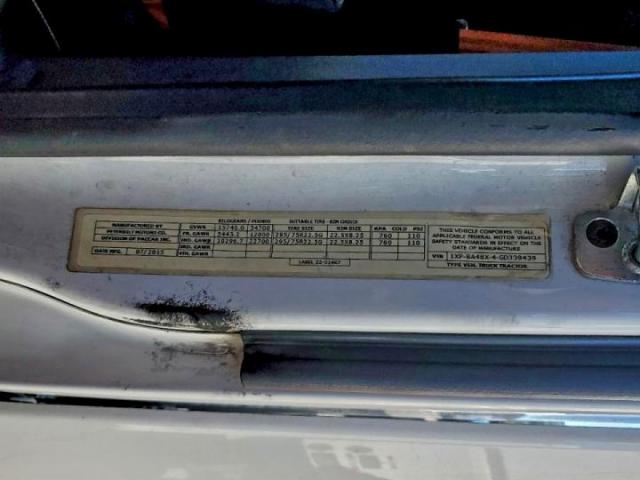 KILOGRAMS / POUNDS SUITABLE TIRE - RIM CHOICE
MANUFACTURED BY GVWR 15740.0 34700 TIRE SIZE RIM SIZE KPA COLD PSI
PETERBILT MOTORS CO. FR. GAWR 5443.1 12000 285/75R22.5G 22.5X8.25 760 110
DIVISION OF PACCAR INC. IND. GAWR 10296.7 22700 295/75R22.5G 22.5X8.25 760 110
3RD. GAWR
DATE MFG. 07/2015 4TH. GAWR
LABEL
THIS VEHICLE CONFORMS TO ALL
APPLICABLE FEDERAL MOTOR VEHICLE
SAFETY STANDARDS IN EFFECT ON THE
DATE OF MANUFACTURE
VIN 1XP-BA48X-4-GD339439
TYPE VEH. TRUCK TRACTOR